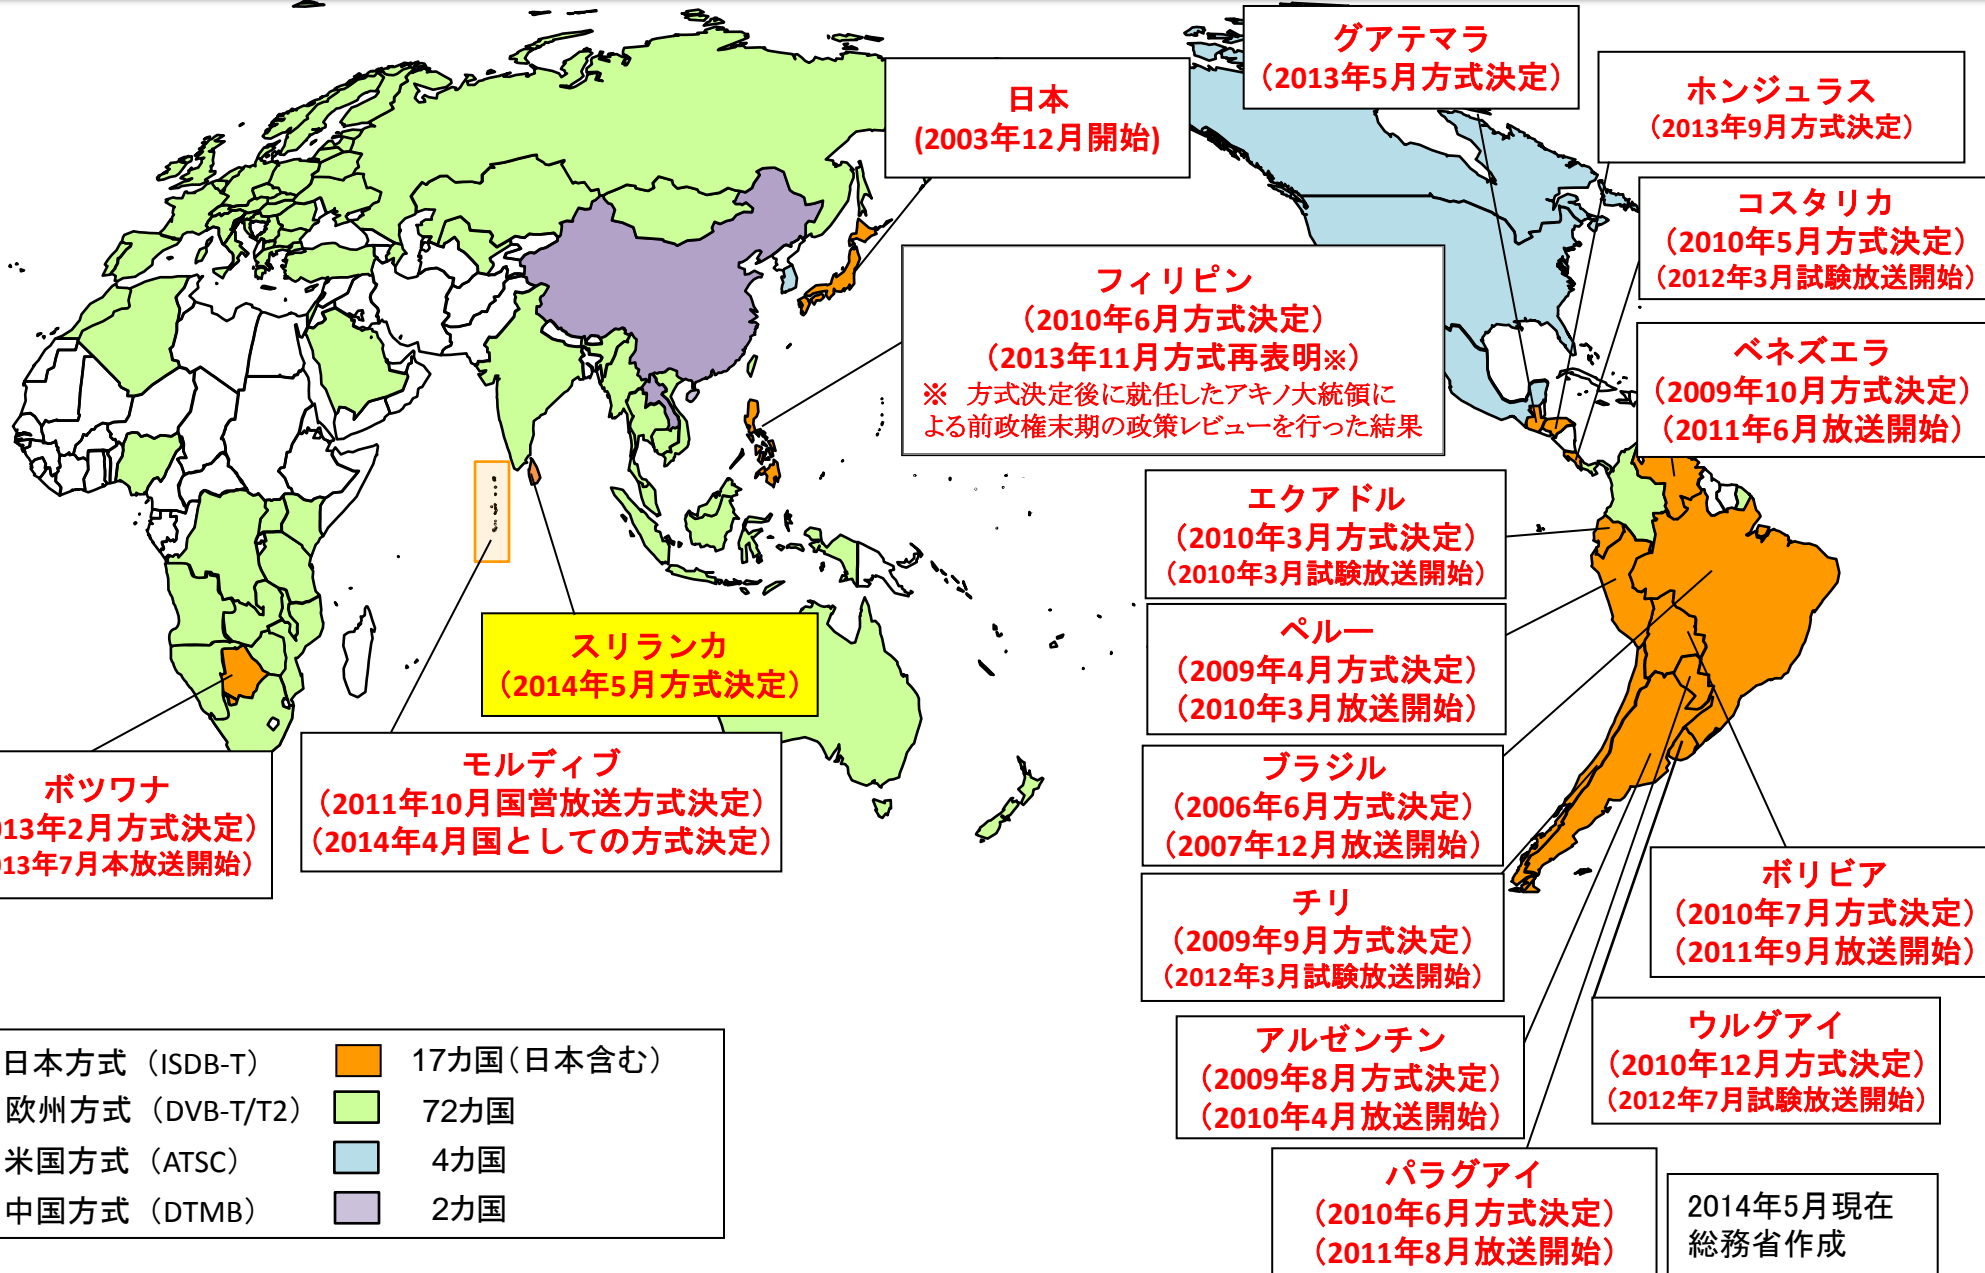 グアテマラ
（2013年5月方式決定）
日本
(2003年12月開始)
ホンジュラス
（2013年9月方式決定）
コスタリカ
（2010年5月方式決定）
（2012年3月試験放送開始）
フィリピン
（2010年6月方式決定）
（2013年11月方式再表明※）
※ 方式決定後に就任したアキノ大統領に
よる前政権末期の政策レビューを行った結果
ベネズエラ
（2009年10月方式決定）
（2011年6月放送開始）
エクアドル
（2010年3月方式決定）
（2010年3月試験放送開始）
ペルー
（2009年4月方式決定）
（2010年3月放送開始）
スリランカ
（2014年5月方式決定）
ボツワナ
13年2月方式決定）
13年7月本放送開始）
モルディブ
（2011年10月国営放送方式決定）
（2014年4月国としての方式決定）
ブラジル
（2006年6月方式決定）
（2007年12月放送開始）
チリ
（2009年9月方式決定）
（2012年3月試験放送開始）
ボリビア
（2010年7月方式決定）
（2011年9月放送開始）
アルゼンチン
（2009年8月方式決定）
（2010年4月放送開始）
ウルグアイ
（2010年12月方式決定）
（2012年7月試験放送開始）
パラグアイ
（2010年6月方式決定）
（2011年8月放送開始）
日本方式（ISDB-T） 17カ国（日本含む）
欧州方式（DVB-T/T2） 72カ国
米国方式（ATSC） 4カ国
中国方式（DTMB） 2カ国
2014年5月現在
総務省作成